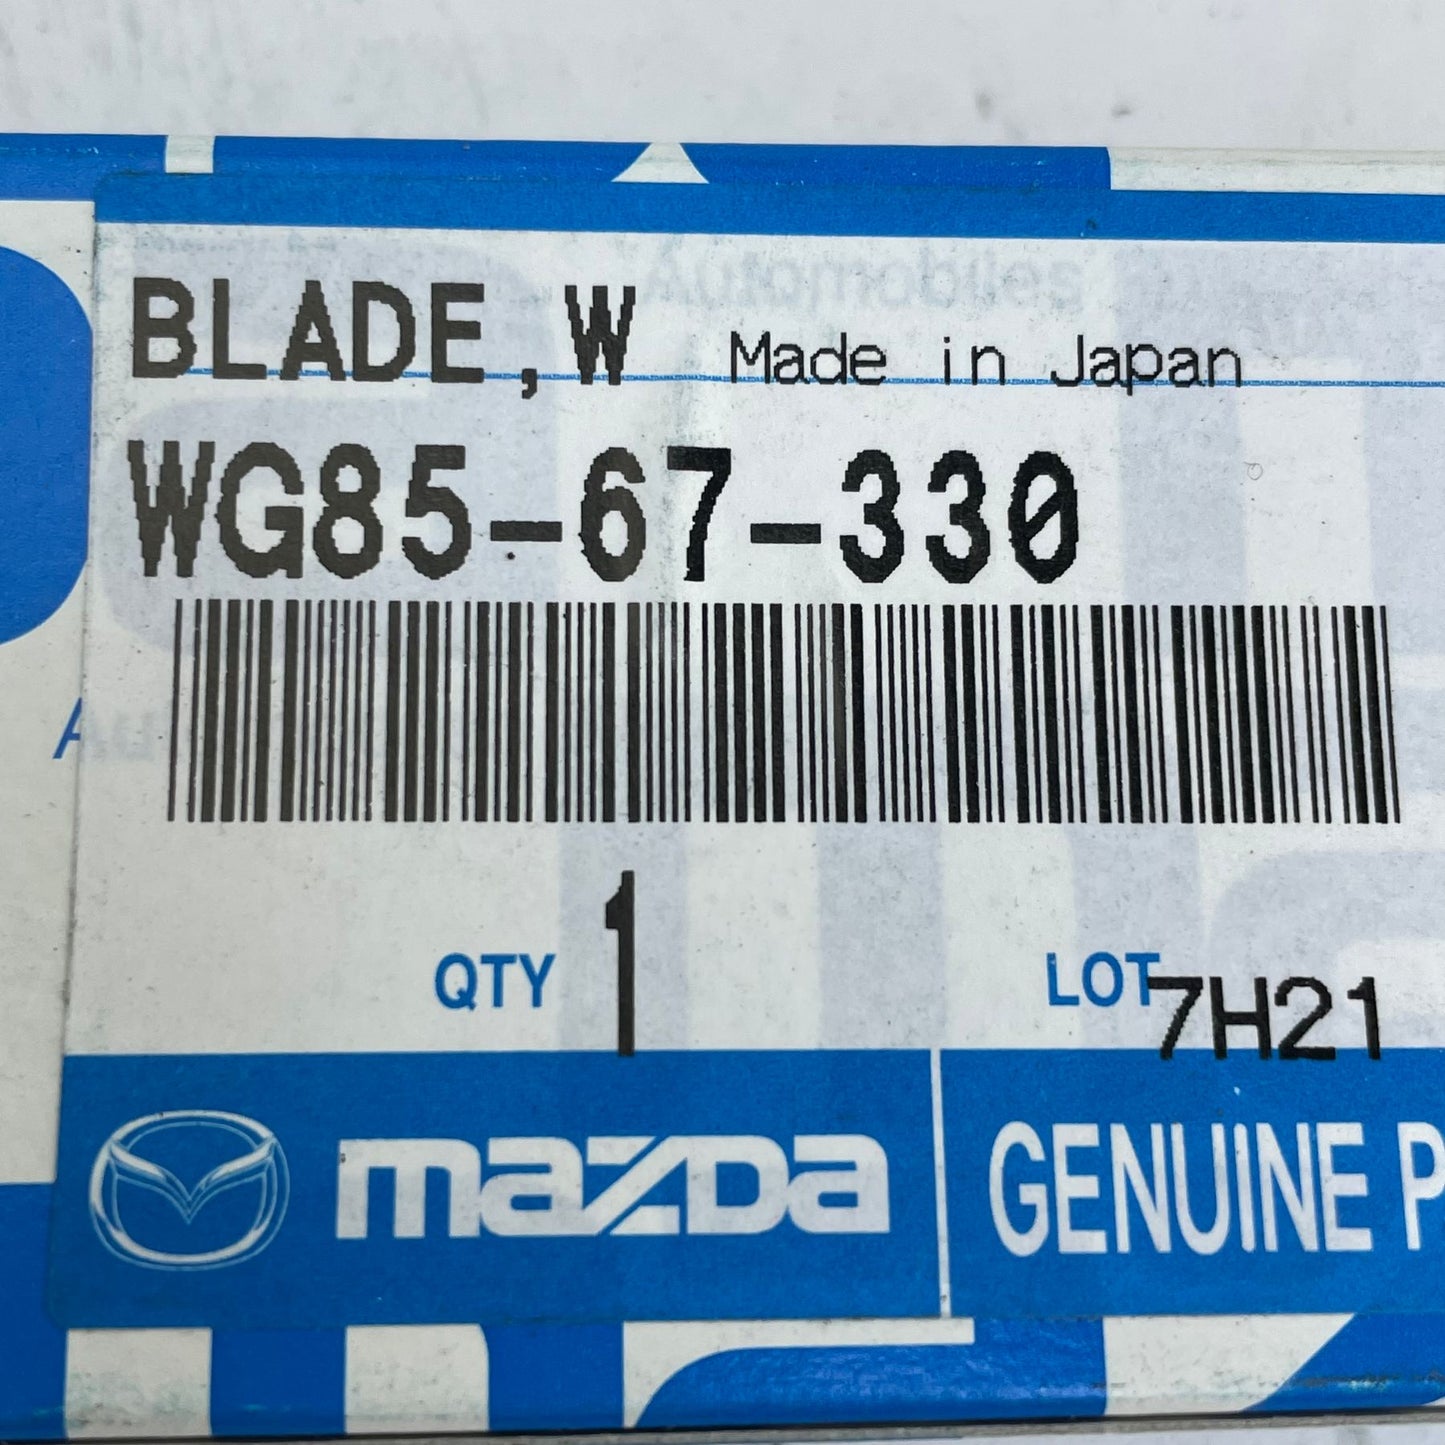 BLADE,W Made in Japan
WG85-67-330
QTY 1 LOT 7H21
mazda GENUINE P